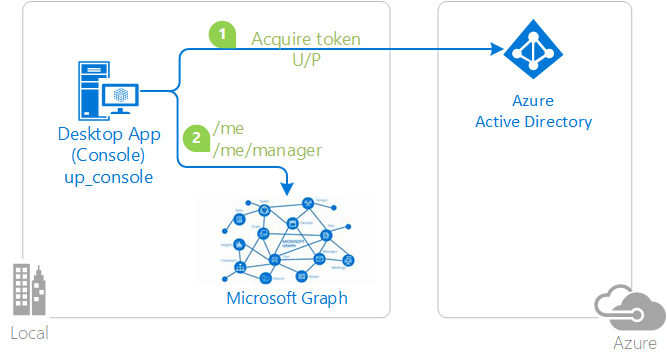 1
Acquire token
U/P
Azure
Active Directory
Desktop App
(Console)
up_console
2
/me
/me/manager
MICROSOFT
GRAPH
Microsoft Graph
Local
Azure